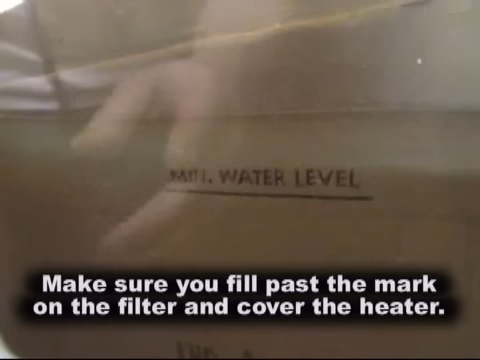 MIN. WATER LEVEL
Make sure you fill past the mark
on the filter and cover the heater.